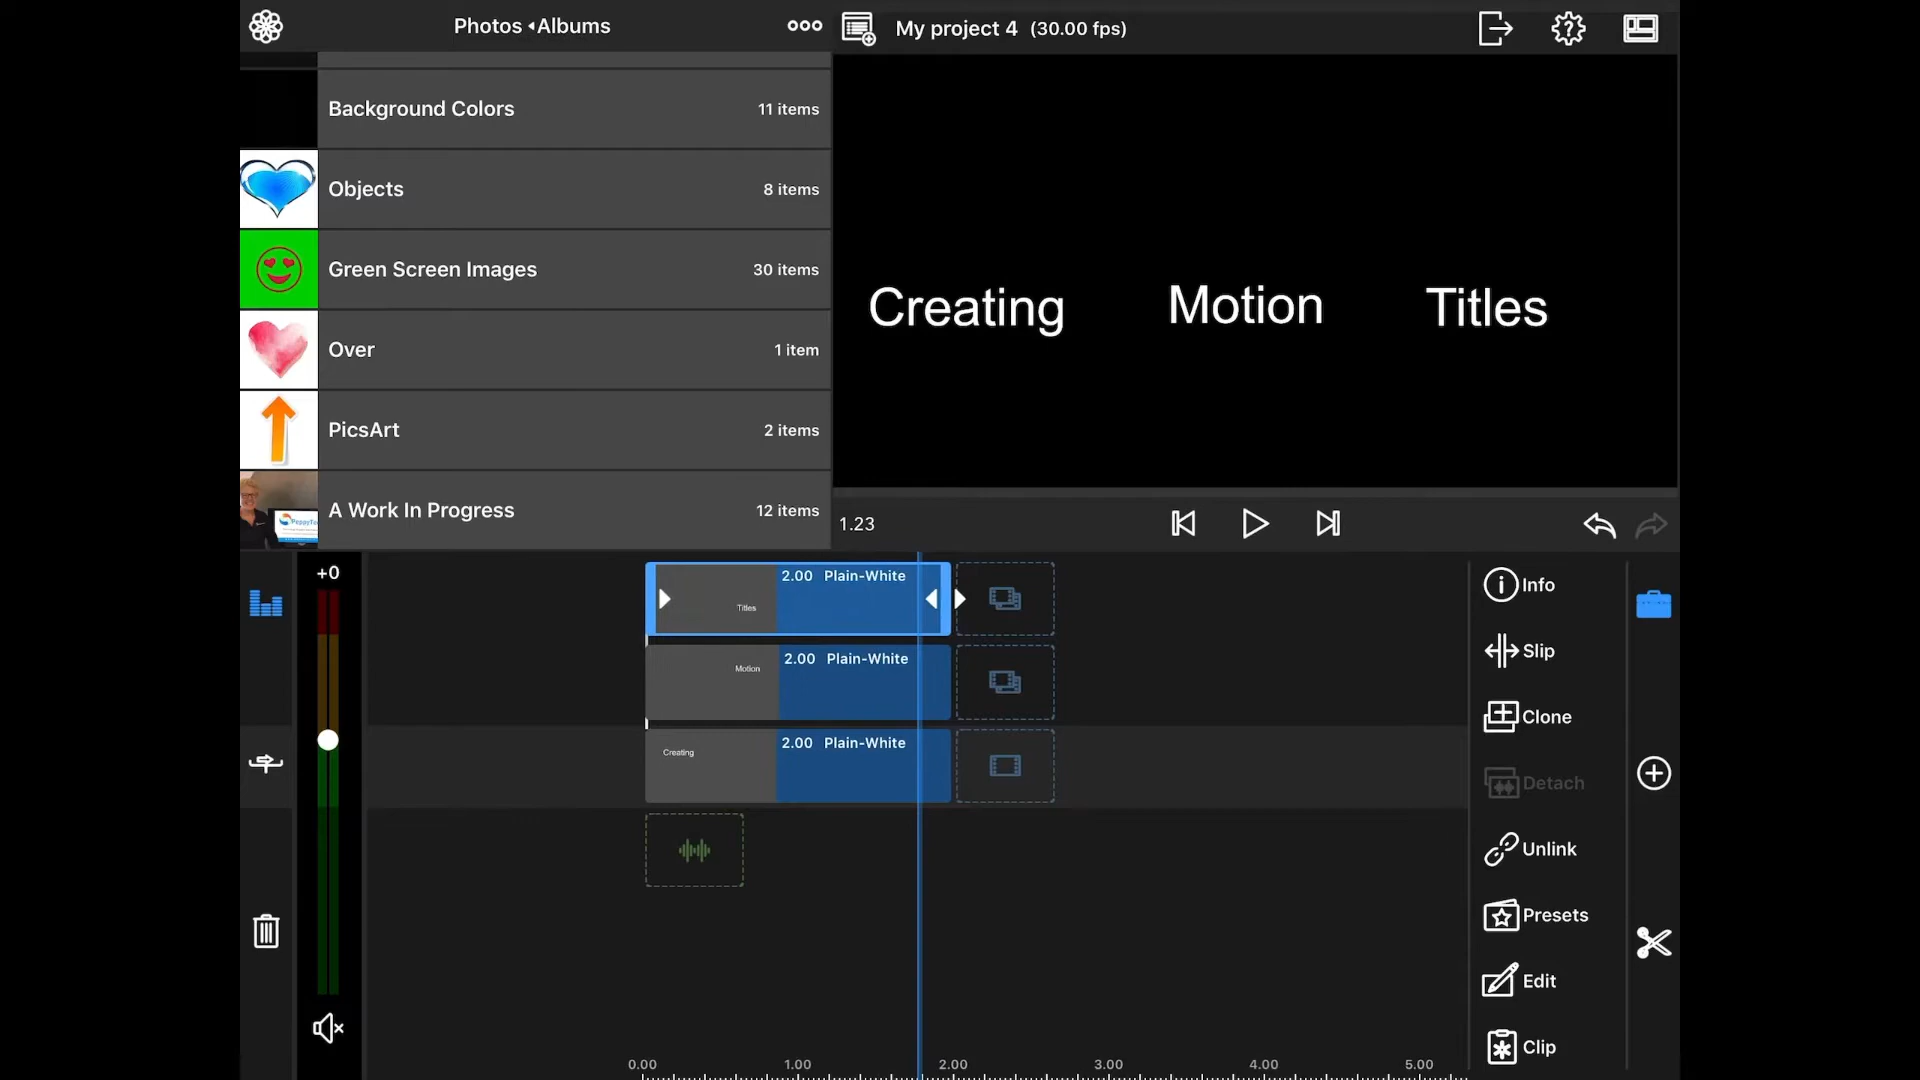 Photos ◂Albums
My project 4 (30.00 fps)
Background Colors 11 items
Objects 8 items
Green Screen Images 30 items
Over 1 item
PicsArt 2 items
A Work In Progress 12 items
Creating Motion Titles
1.23
+0
2.00 Plain-White
Titles
2.00 Plain-White
Motion
2.00 Plain-White
Creating
Info
Slip
Clone
Detach
Unlink
Presets
Edit
Clip
0.00 1.00 2.00 3.00 4.00 5.00